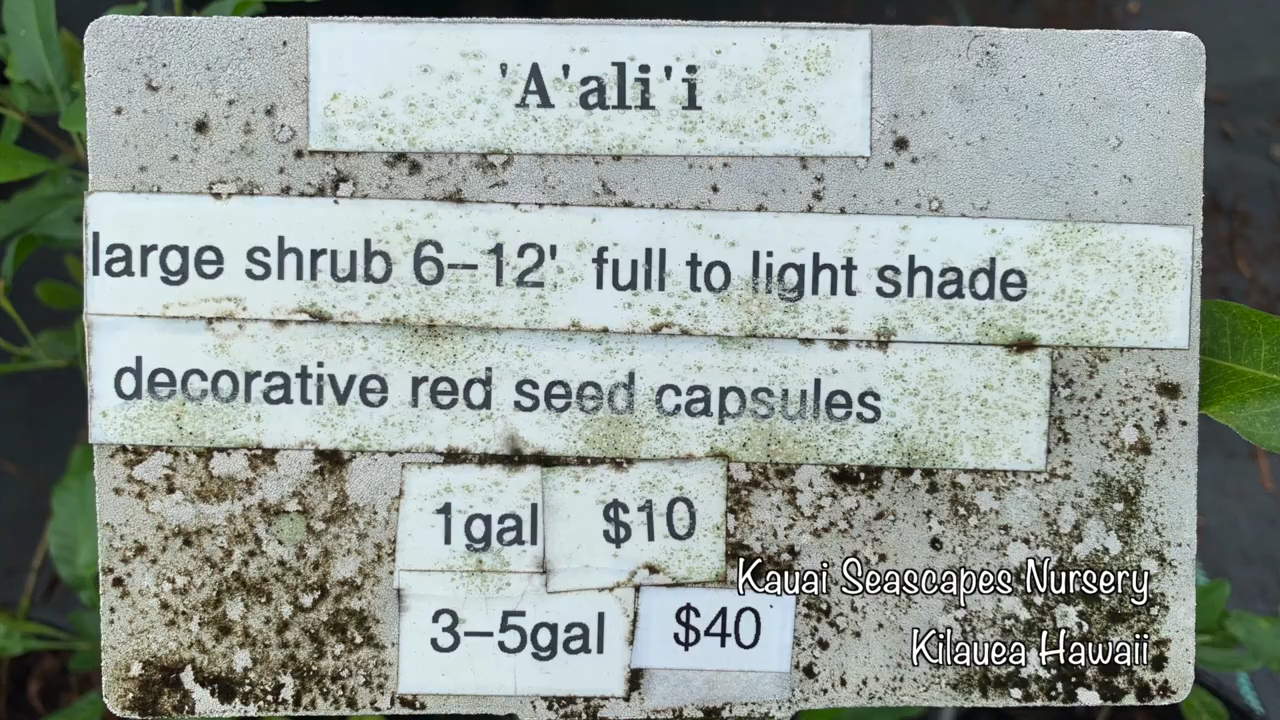 'A'ali'i
large shrub 6–12' full to light shade
decorative red seed capsules
1gal $10
3–5gal $40
Kauai Seascapes Nursery
Kilauea Hawaii